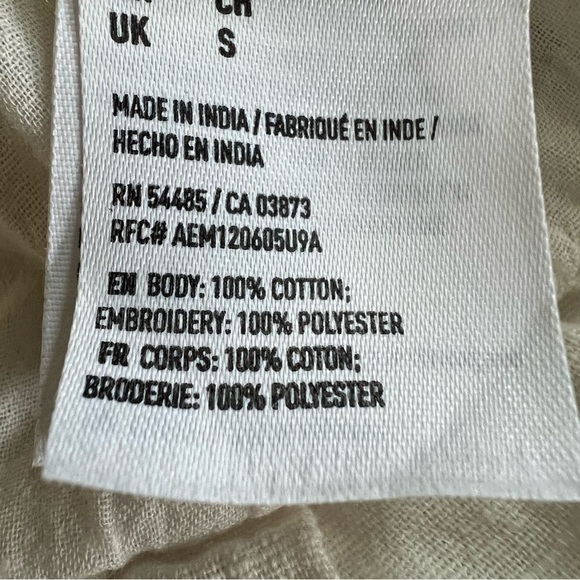 CH
UK S
MADE IN INDIA / FABRIQUÉ EN INDE /
HECHO EN INDIA
RN 54485 / CA 03873
RFC# AEM120605U9A
EN BODY: 100% COTTON;
EMBROIDERY: 100% POLYESTER
FR CORPS: 100% COTON;
BRODERIE: 100% POLYESTER